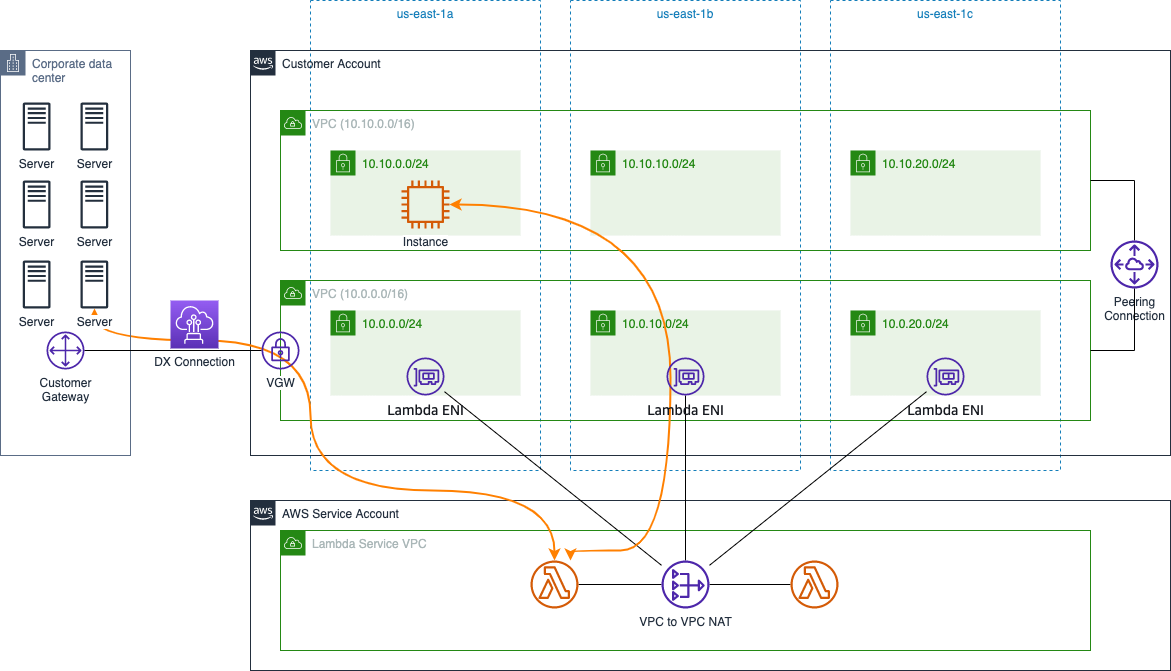 us-east-1a
us-east-1b
us-east-1c
Corporate data
center
aws
Customer Account
VPC (10.10.0.0/16)
10.10.0.0/24
10.10.10.0/24
10.10.20.0/24
Server
Server
Instance
Server
Server
VPC (10.0.0.0/16)
Peering
Connection
10.0.0.0/24
10.0.10.0/24
10.0.20.0/24
Server
Server
DX Connection
VGW
Customer
Gateway
Lambda ENI
Lambda ENI
Lambda ENI
aws
AWS Service Account
Lambda Service VPC
VPC to VPC NAT